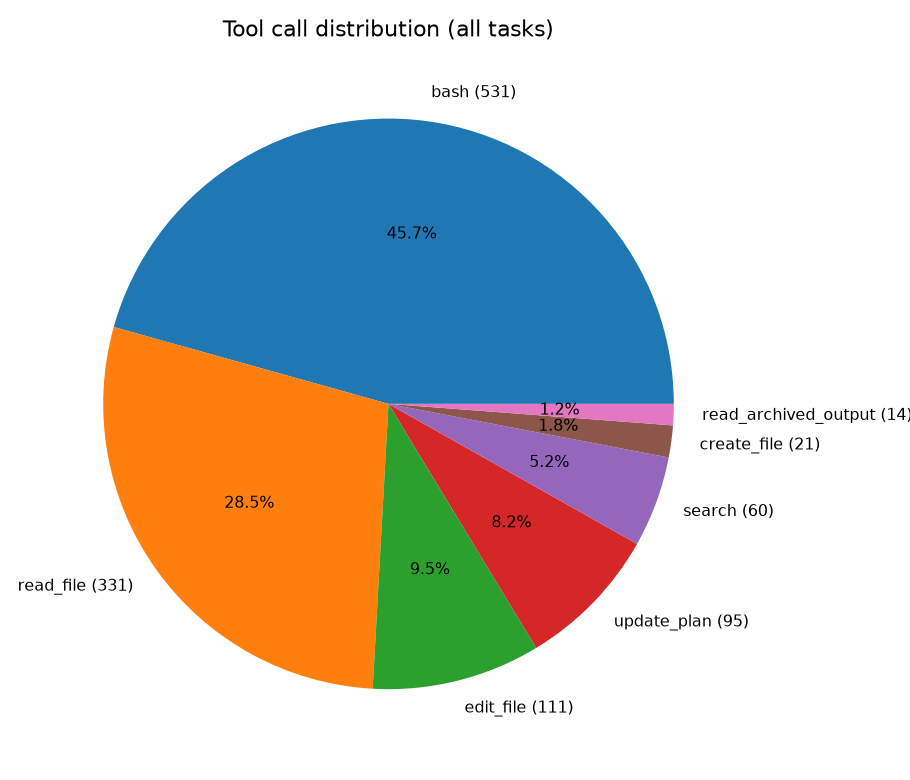 Tool call distribution (all tasks)
bash (531)
45.7%
1.2%
read_archived_output (14)
1.8%
create_file (21)
5.2%
search (60)
28.5%
8.2%
9.5%
read_file (331)
update_plan (95)
edit_file (111)